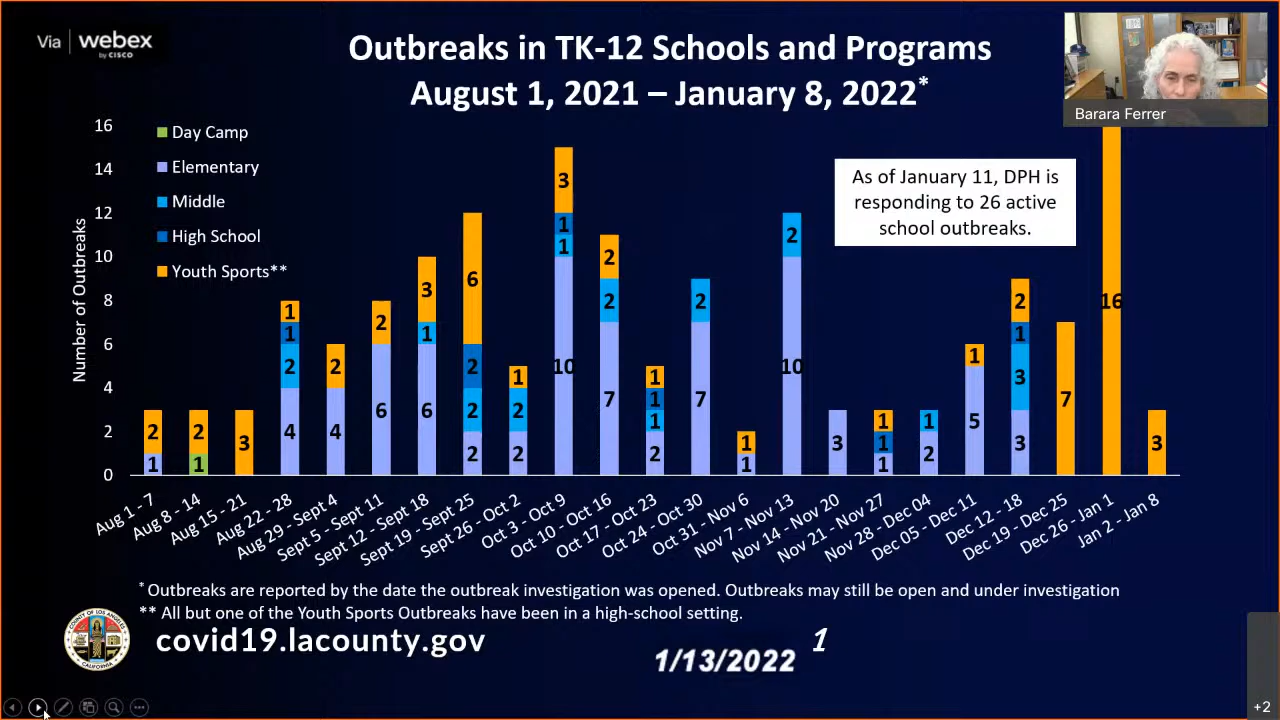 Via webex
by CISCO
Outbreaks in TK-12 Schools and Programs
August 1, 2021 – January 8, 2022*
Barara Ferrer
16
14
12
10
8
6
4
2
0
Number of Outbreaks
Day Camp
Elementary
Middle
High School
Youth Sports**
As of January 11, DPH is
responding to 26 active
school outbreaks.
2 1
2 1
3
1 1 2 4
2 4
2 6
3 1 6
6 2 2 2
1 2 2
3 1 1 10
2 2 7
1 1 1 2
2 7
1 1
2 10
3
1 1 1
1 2
1 5
2 1 3 3
7
16
3
Aug 1 - 7
Aug 8 - 14
Aug 15 - 21
Aug 22 - 28
Aug 29 - Sept 4
Sept 5 - Sept 11
Sept 12 - Sept 18
Sept 19 - Sept 25
Sept 26 - Oct 2
Oct 3 - Oct 9
Oct 10 - Oct 16
Oct 17 - Oct 23
Oct 24 - Oct 30
Oct 31 - Nov 6
Nov 7 - Nov 13
Nov 14 - Nov 20
Nov 21 - Nov 27
Nov 28 - Dec 04
Dec 05 - Dec 11
Dec 12 - Dec 18
Dec 19 - Dec 25
Dec 26 - Jan 1
Jan 2 - Jan 8
* Outbreaks are reported by the date the outbreak investigation was opened. Outbreaks may still be open and under investigation
** All but one of the Youth Sports Outbreaks have been in a high-school setting.
COUNTY OF LOS ANGELES
CALIFORNIA
covid19.lacounty.gov
1/13/2022
1
+2